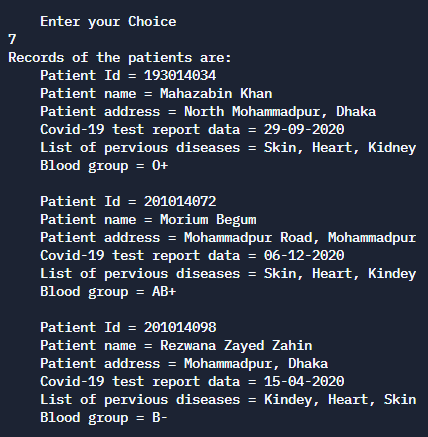 Enter your Choice
7
Records of the patients are:
Patient Id = 193014034
Patient name = Mahazabin Khan
Patient address = North Mohammadpur, Dhaka
Covid-19 test report data = 29-09-2020
List of pervious diseases = Skin, Heart, Kidney
Blood group = O+
Patient Id = 201014072
Patient name = Morium Begum
Patient address = Mohammadpur Road, Mohammadpur
Covid-19 test report data = 06-12-2020
List of pervious diseases = Skin, Heart, Kindey
Blood group = AB+
Patient Id = 201014098
Patient name = Rezwana Zayed Zahin
Patient address = Mohammadpur, Dhaka
Covid-19 test report data = 15-04-2020
List of pervious diseases = Kindey, Heart, Skin
Blood group = B-